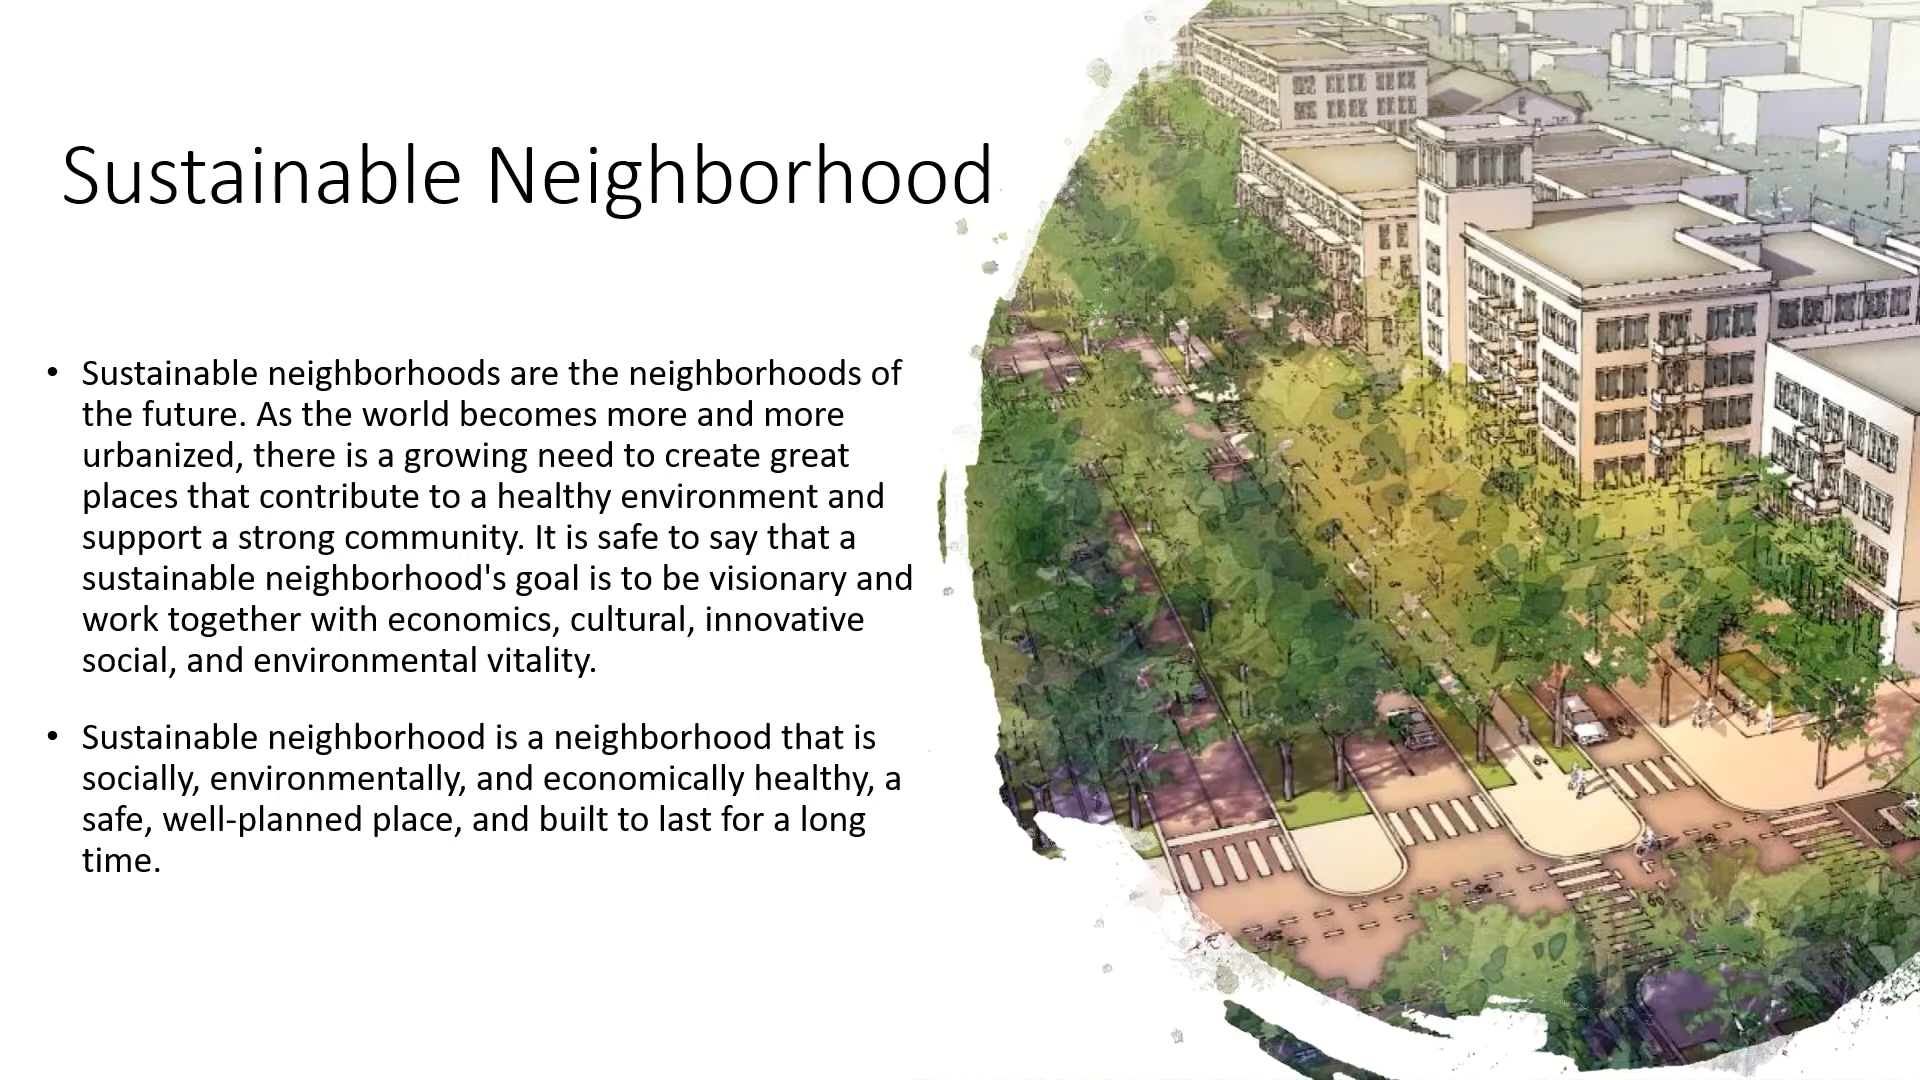 Sustainable Neighborhood
• Sustainable neighborhoods are the neighborhoods of
the future. As the world becomes more and more
urbanized, there is a growing need to create great
places that contribute to a healthy environment and
support a strong community. It is safe to say that a
sustainable neighborhood's goal is to be visionary and
work together with economics, cultural, innovative
social, and environmental vitality.
• Sustainable neighborhood is a neighborhood that is
socially, environmentally, and economically healthy, a
safe, well-planned place, and built to last for a long
time.